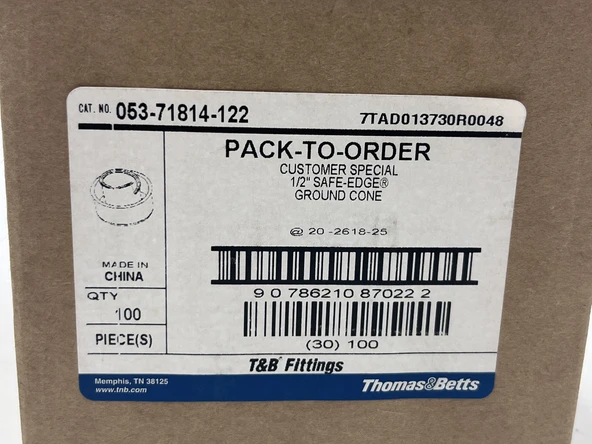 CAT. NO. 053-71814-122 7TAD013730R0048
PACK-TO-ORDER
CUSTOMER SPECIAL
1/2" SAFE-EDGE®
GROUND CONE
@ 20-2618-25
MADE IN
CHINA
9 0 786210 87022 2
QTY
100
PIECE(S)
(30) 100
T&B® Fittings
Memphis, TN 38125
www.tnb.com
Thomas&Betts